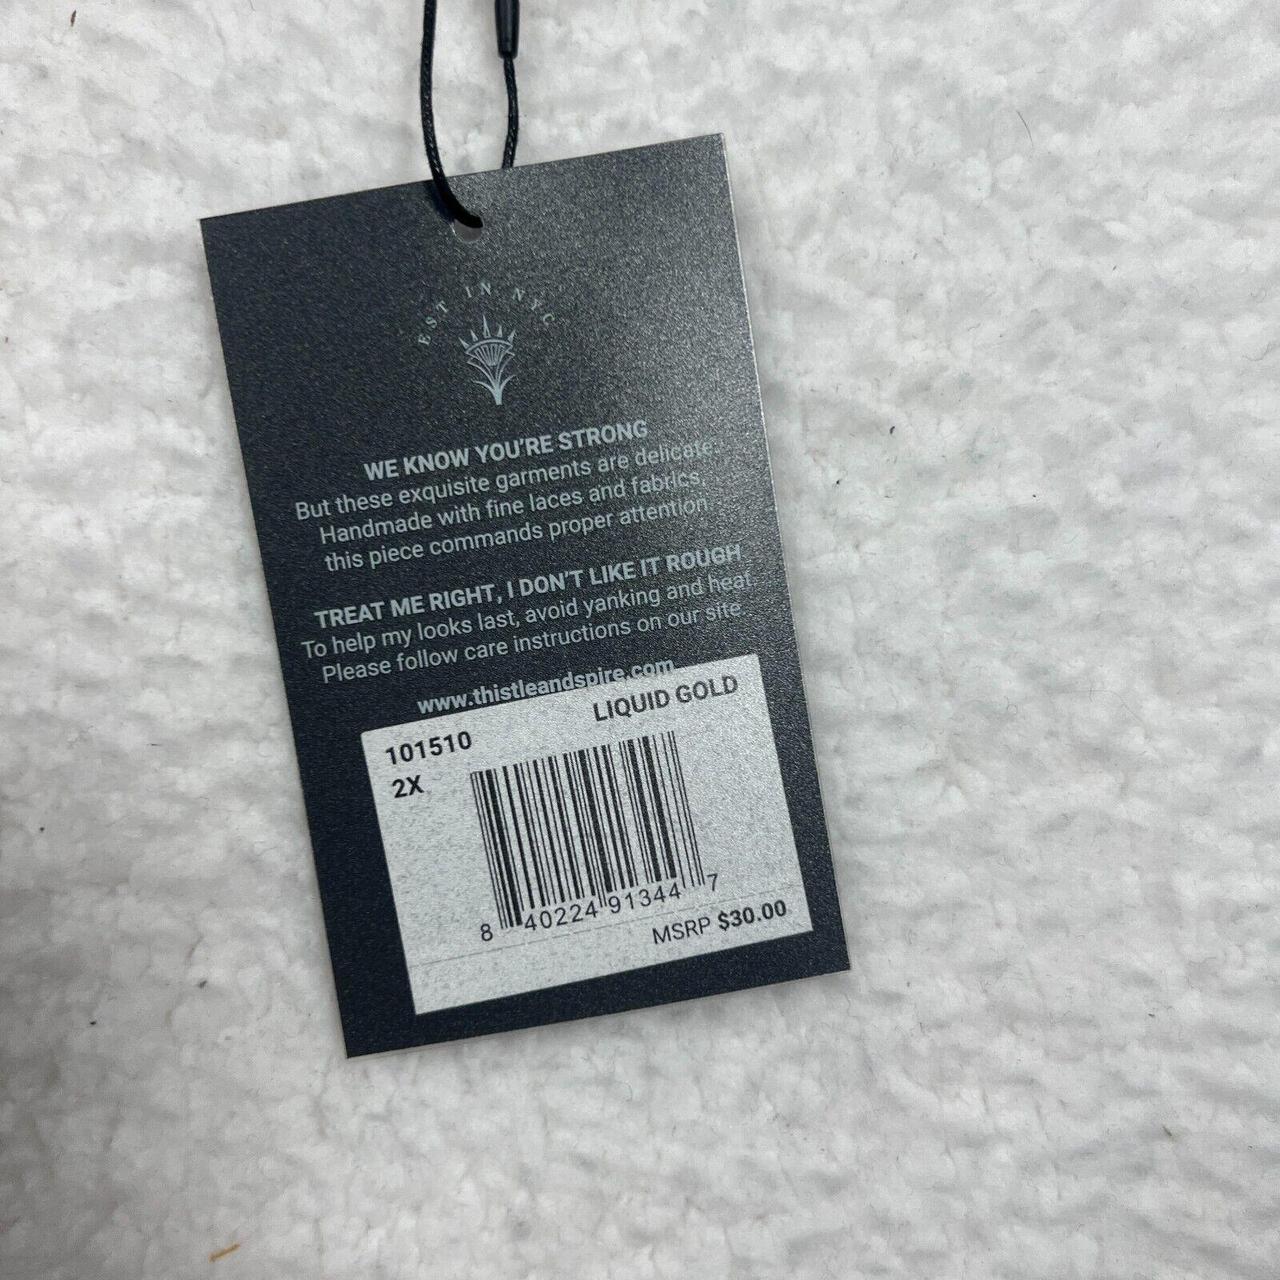 EST IN NYC
WE KNOW YOU'RE STRONG
But these exquisite garments are delicate.
Handmade with fine laces and fabrics,
this piece commands proper attention.
TREAT ME RIGHT, I DON'T LIKE IT ROUGH
To help my looks last, avoid yanking and heat.
Please follow care instructions on our site.
www.thistleandspire.com
LIQUID GOLD
101510
2X
8 40224 91344 7
MSRP $30.00